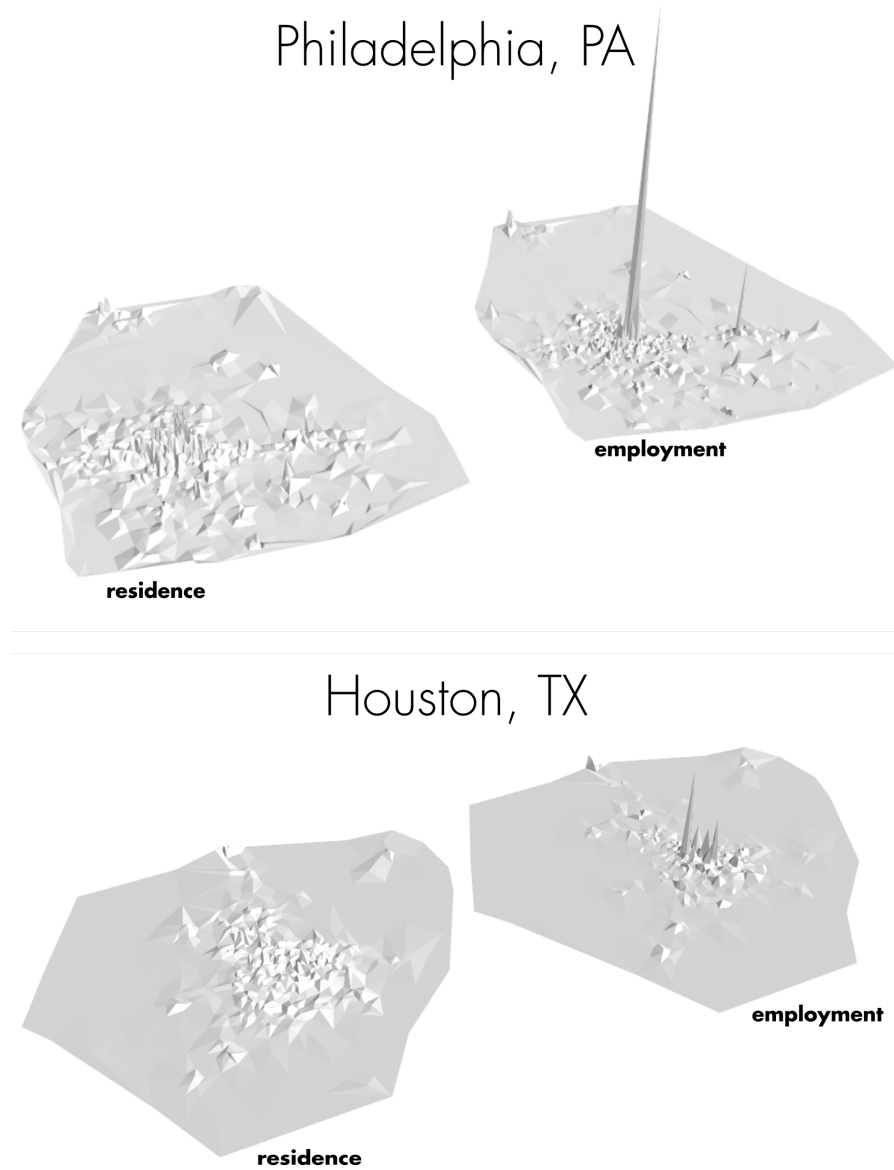 Philadelphia, PA
employment
residence
Houston, TX
employment
residence